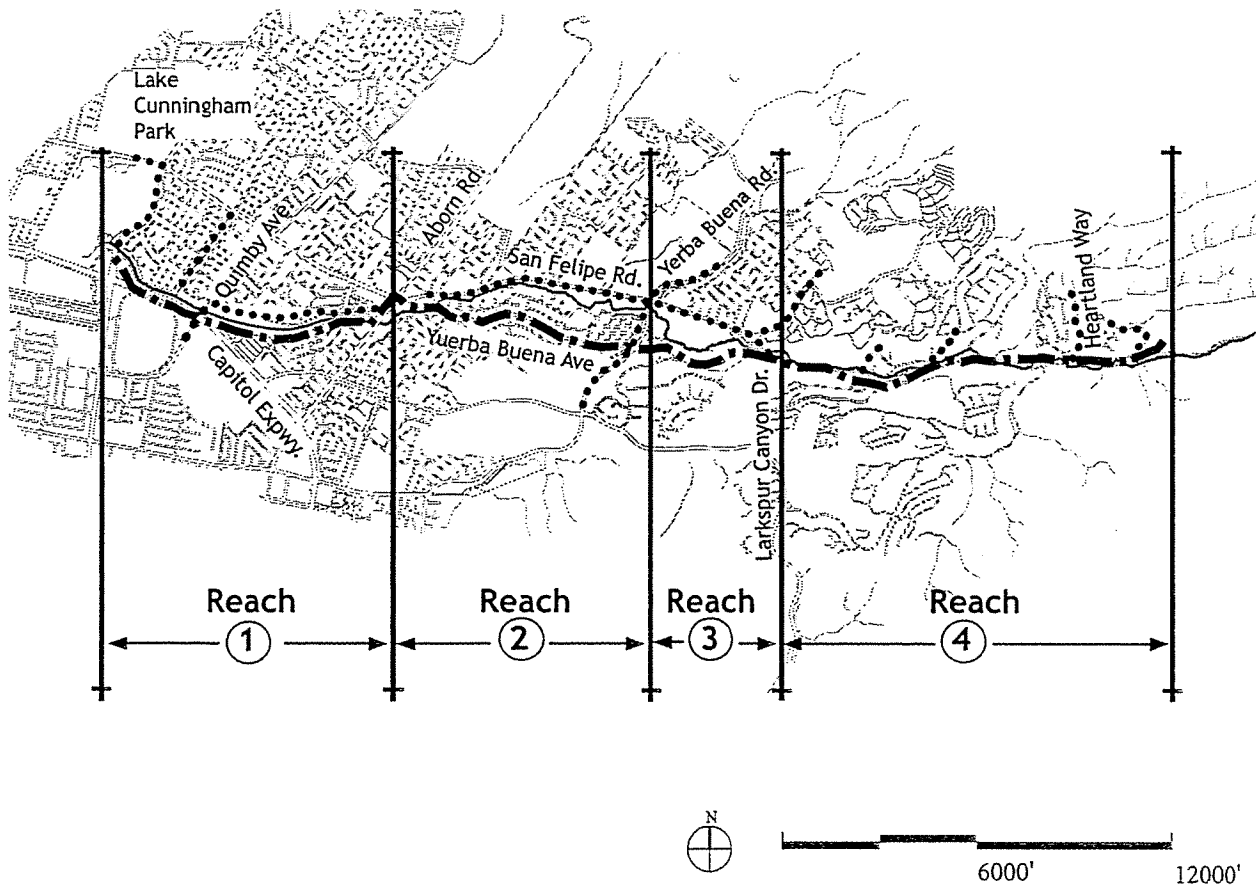 Lake
Cunningham
Park
Quimby Ave.
Aborn Rd.
San Felipe Rd.
Yerba Buena Rd.
Heartland Way
Yuerba Buena Ave
Capitol Expwy.
Larkspur Canyon Dr.
Reach
1
Reach
2
Reach
3
Reach
4
N
6000'
12000'